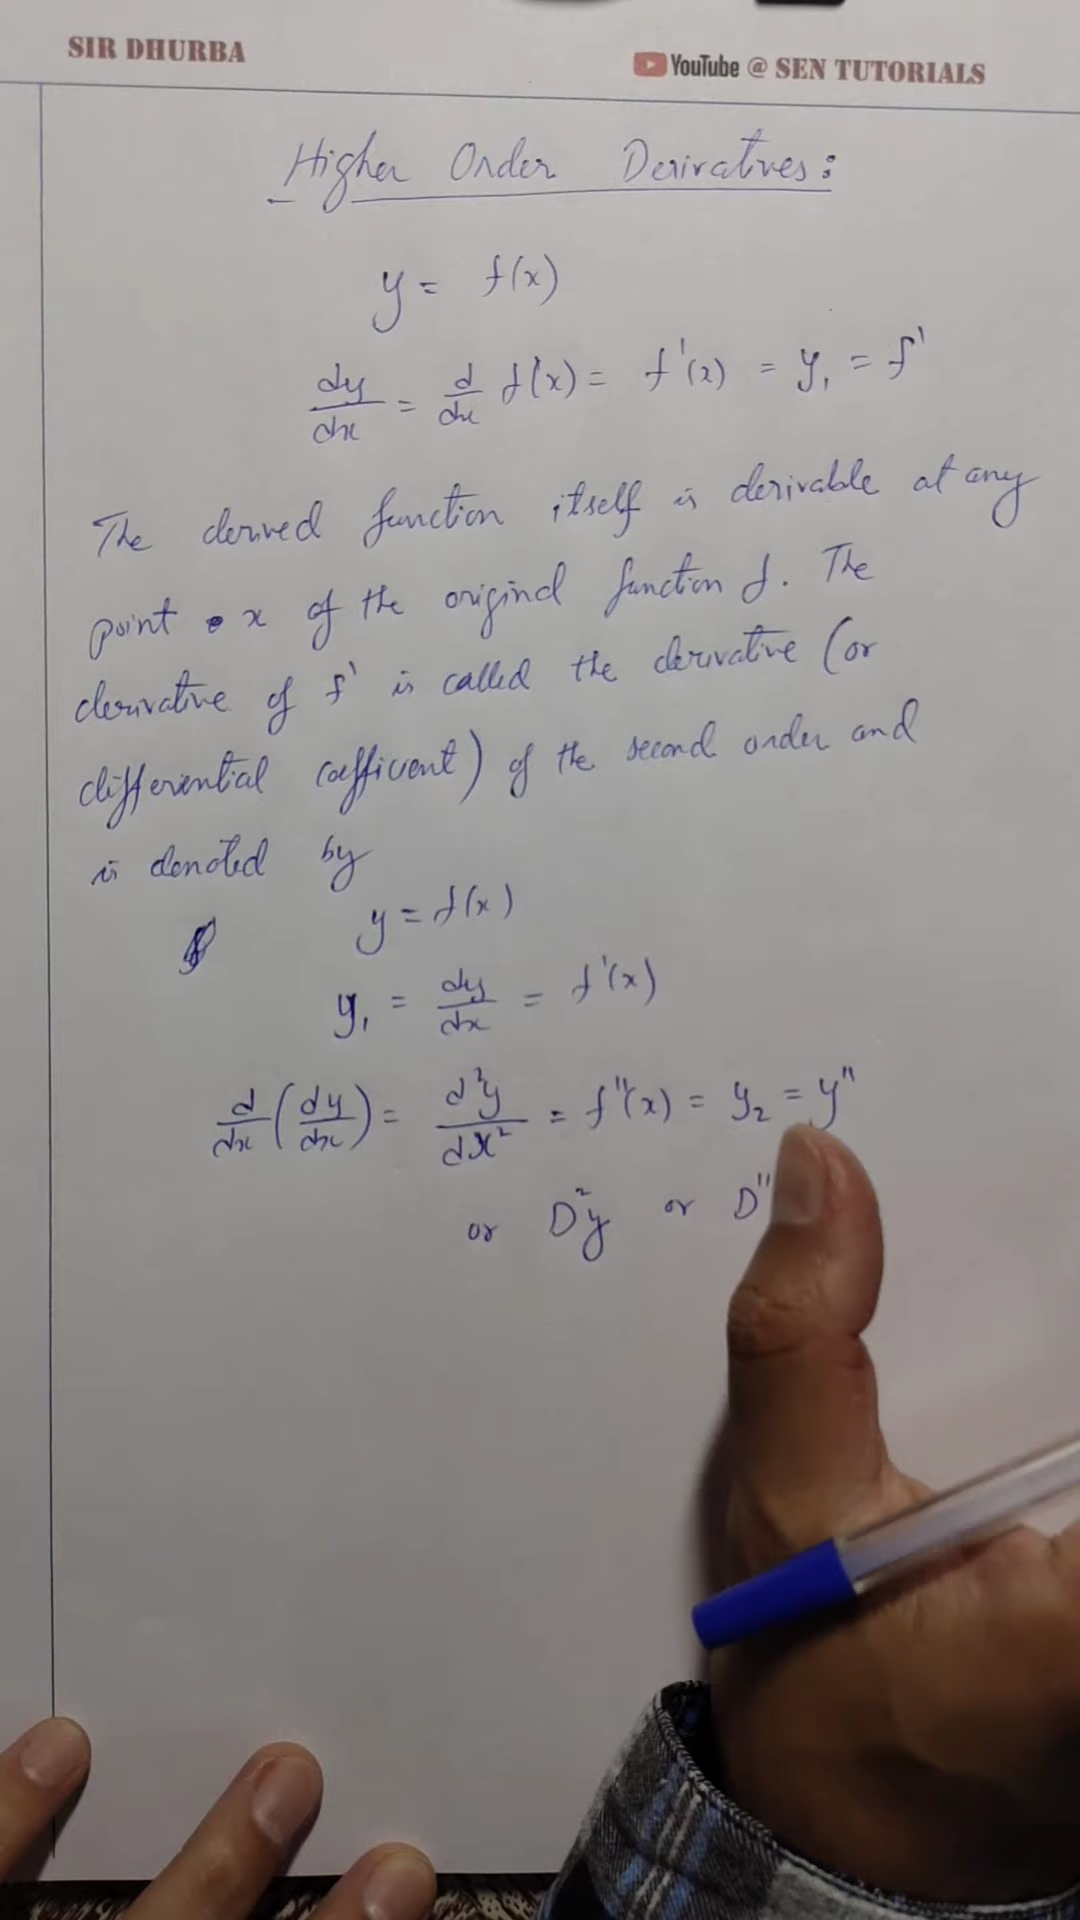 SIR DHURBA
YouTube @ SEN TUTORIALS
Higher Order Derivatives:
y = f(x)
dy/dx = d/dx f(x) = f'(x) = y₁ = f'
The derived function itself is derivable at any
point x of the original function f. The
derivative of f' is called the derivative (or
differential coefficient) of the second order and
is denoted by
y = f(x)
y₁ = dy/dx = f'(x)
d/dx (dy/dx) = d²y/dx² = f''(x) = y₂ = y''
or D²y or D''